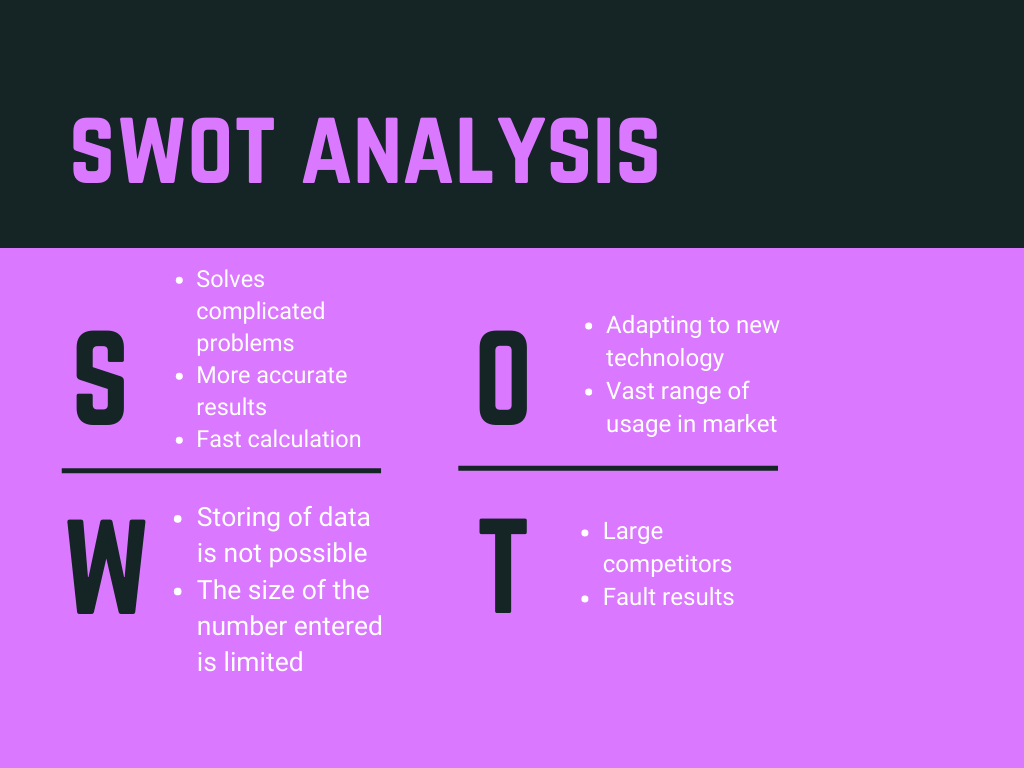 SWOT ANALYSIS
S
• Solves
complicated
problems
• More accurate
results
• Fast calculation
O
• Adapting to new
technology
• Vast range of
usage in market
W
• Storing of data
is not possible
• The size of the
number entered
is limited
T
• Large
competitors
• Fault results